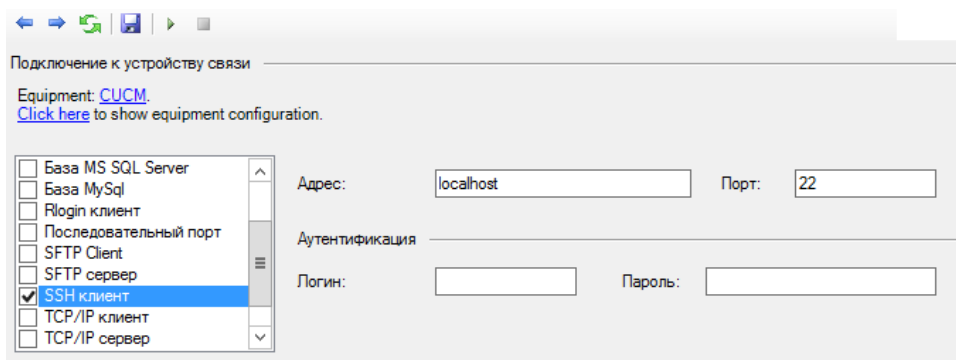 Подключение к устройству связи
Equipment: CUCM.
Click here to show equipment configuration.
База MS SQL Server
База MySql
Rlogin клиент
Последовательный порт
SFTP Client
SFTP сервер
SSH клиент
TCP/IP клиент
TCP/IP сервер
Адрес: localhost Порт: 22
Аутентификация
Логин: Пароль: